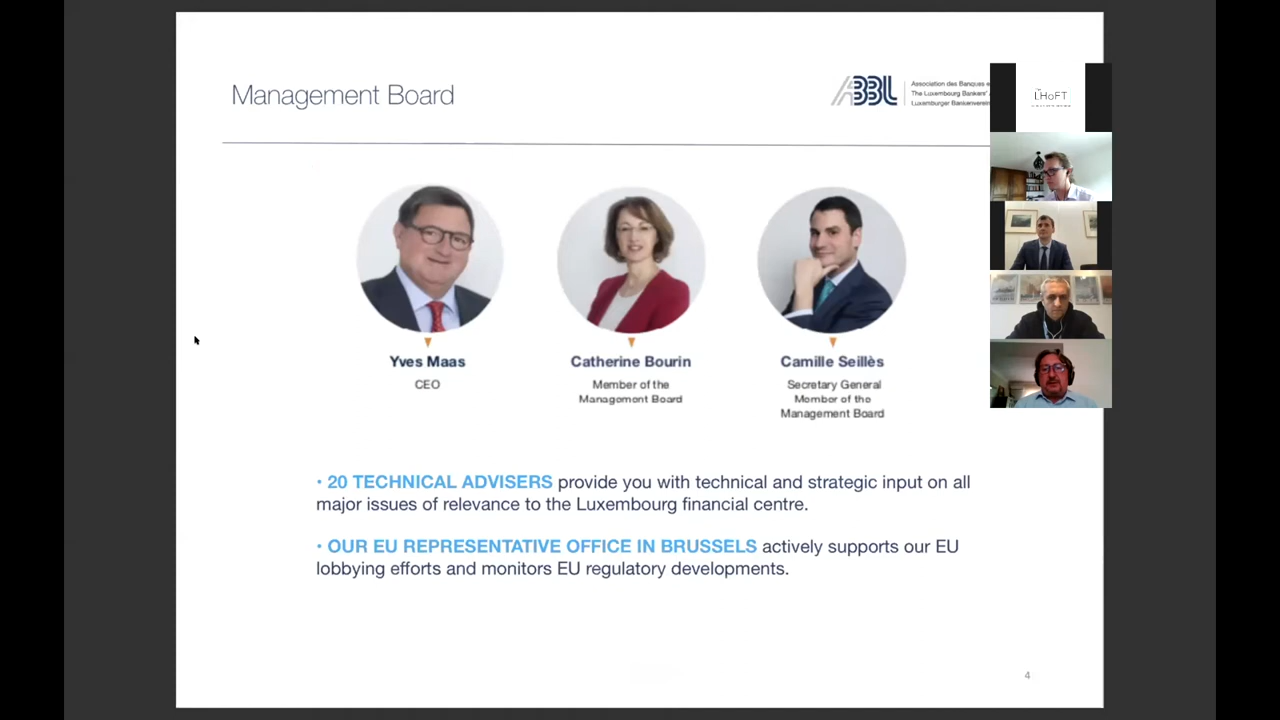 Management Board
ABBL
Association des Banques e
The Luxembourg Bankers' A
Luxemburger Bankenverein
LHoFT
Yves Maas
CEO
Catherine Bourin
Member of the
Management Board
Camille Seillès
Secretary General
Member of the
Management Board
• 20 TECHNICAL ADVISERS provide you with technical and strategic input on all
major issues of relevance to the Luxembourg financial centre.
• OUR EU REPRESENTATIVE OFFICE IN BRUSSELS actively supports our EU
lobbying efforts and monitors EU regulatory developments.
4